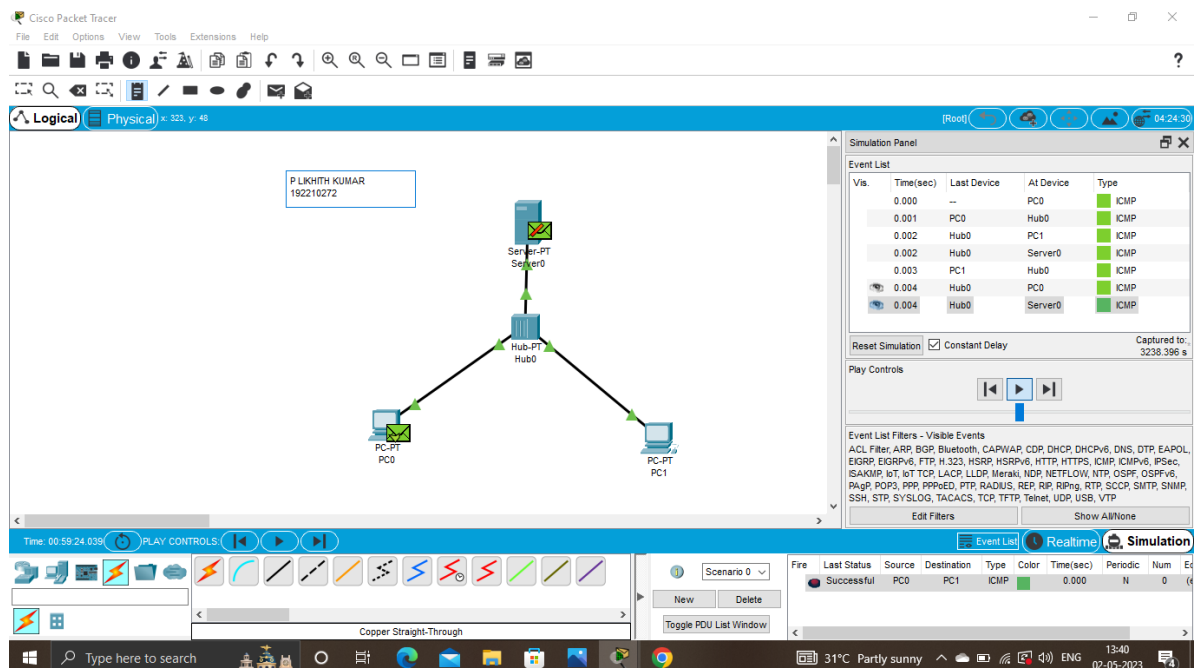 Cisco Packet Tracer
File Edit Options View Tools Extensions Help
?
Logical Physical x: 323, y: 48 [Root] 04:24:30
P LIKHITH KUMAR
192210272
Server-PT
Server0
Hub-PT
Hub0
PC-PT
PC0
PC-PT
PC1
Simulation Panel
Event List
Vis. Time(sec) Last Device At Device Type
0.000 -- PC0 ICMP
0.001 PC0 Hub0 ICMP
0.002 Hub0 PC1 ICMP
0.002 Hub0 Server0 ICMP
0.003 PC1 Hub0 ICMP
0.004 Hub0 PC0 ICMP
0.004 Hub0 Server0 ICMP
Reset Simulation Constant Delay Captured to:
3238.396 s
Play Controls
Event List Filters - Visible Events
ACL Filter, ARP, BGP, Bluetooth, CAPWAP, CDP, DHCP, DHCPv6, DNS, DTP, EAPOL,
EIGRP, EIGRPv6, FTP, H.323, HSRP, HSRPv6, HTTP, HTTPS, ICMP, ICMPv6, IPSec,
ISAKMP, IoT, IoT TCP, LACP, LLDP, Meraki, NDP, NETFLOW, NTP, OSPF, OSPFv6,
PAgP, POP3, PPP, PPPoED, PTP, RADIUS, REP, RIP, RIPng, RTP, SCCP, SMTP, SNMP,
SSH, STP, SYSLOG, TACACS, TCP, TFTP, Telnet, UDP, USB, VTP
Edit Filters Show All/None
Time: 00:59:24.039 PLAY CONTROLS: Event List Realtime Simulation
Scenario 0
New Delete
Toggle PDU List Window
Fire Last Status Source Destination Type Color Time(sec) Periodic Num Ec
Successful PC0 PC1 ICMP 0.000 N 0 (e
Copper Straight-Through
Type here to search 31°C Partly sunny ENG 13:40
02-05-2023 4